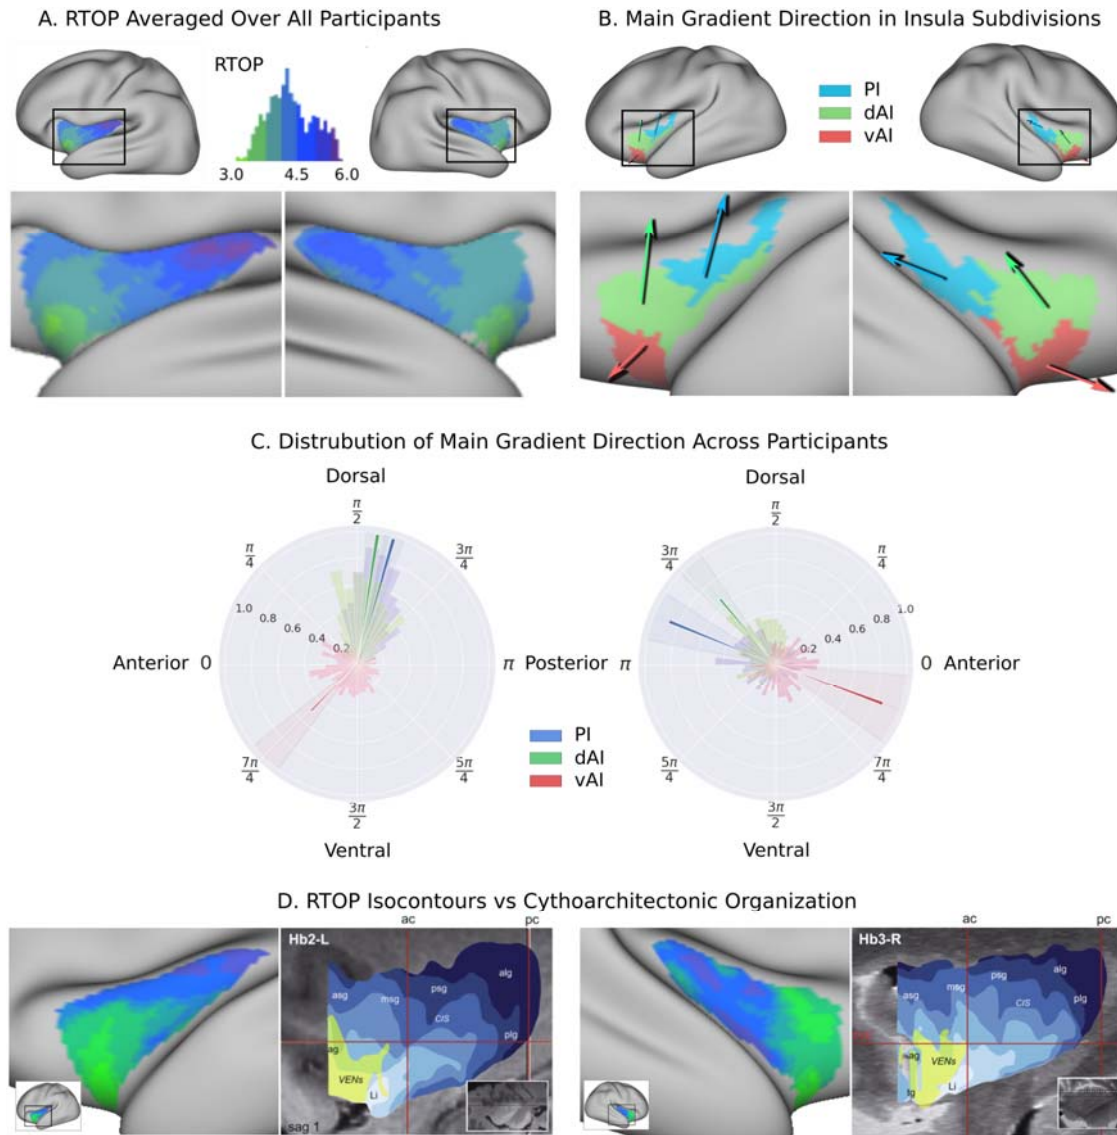 A. RTOP Averaged Over All Participants
RTOP
3.0 4.5 6.0
B. Main Gradient Direction in Insula Subdivisions
PI
dAI
vAI
C. Distrubution of Main Gradient Direction Across Participants
Dorsal
π/2
π/4
3π/4
1.0 0.8 0.6 0.4 0.2
Anterior 0
π
7π/4
5π/4
3π/2
Ventral
Posterior
PI
dAI
vAI
Dorsal
π/2
3π/4
π/4
1.0
0.8
0.6
0.4
0.2
π
0 Anterior
5π/4
7π/4
3π/2
Ventral
D. RTOP Isocontours vs Cythoarchitectonic Organization
ac pc
Hb2-L
alg
asg msg psg
CIS
plg
ag
VENs
Li
sag 1
ac pc
Hb3-R
alg
psg
asg msg
CIS
plg
ag
VENs
Li